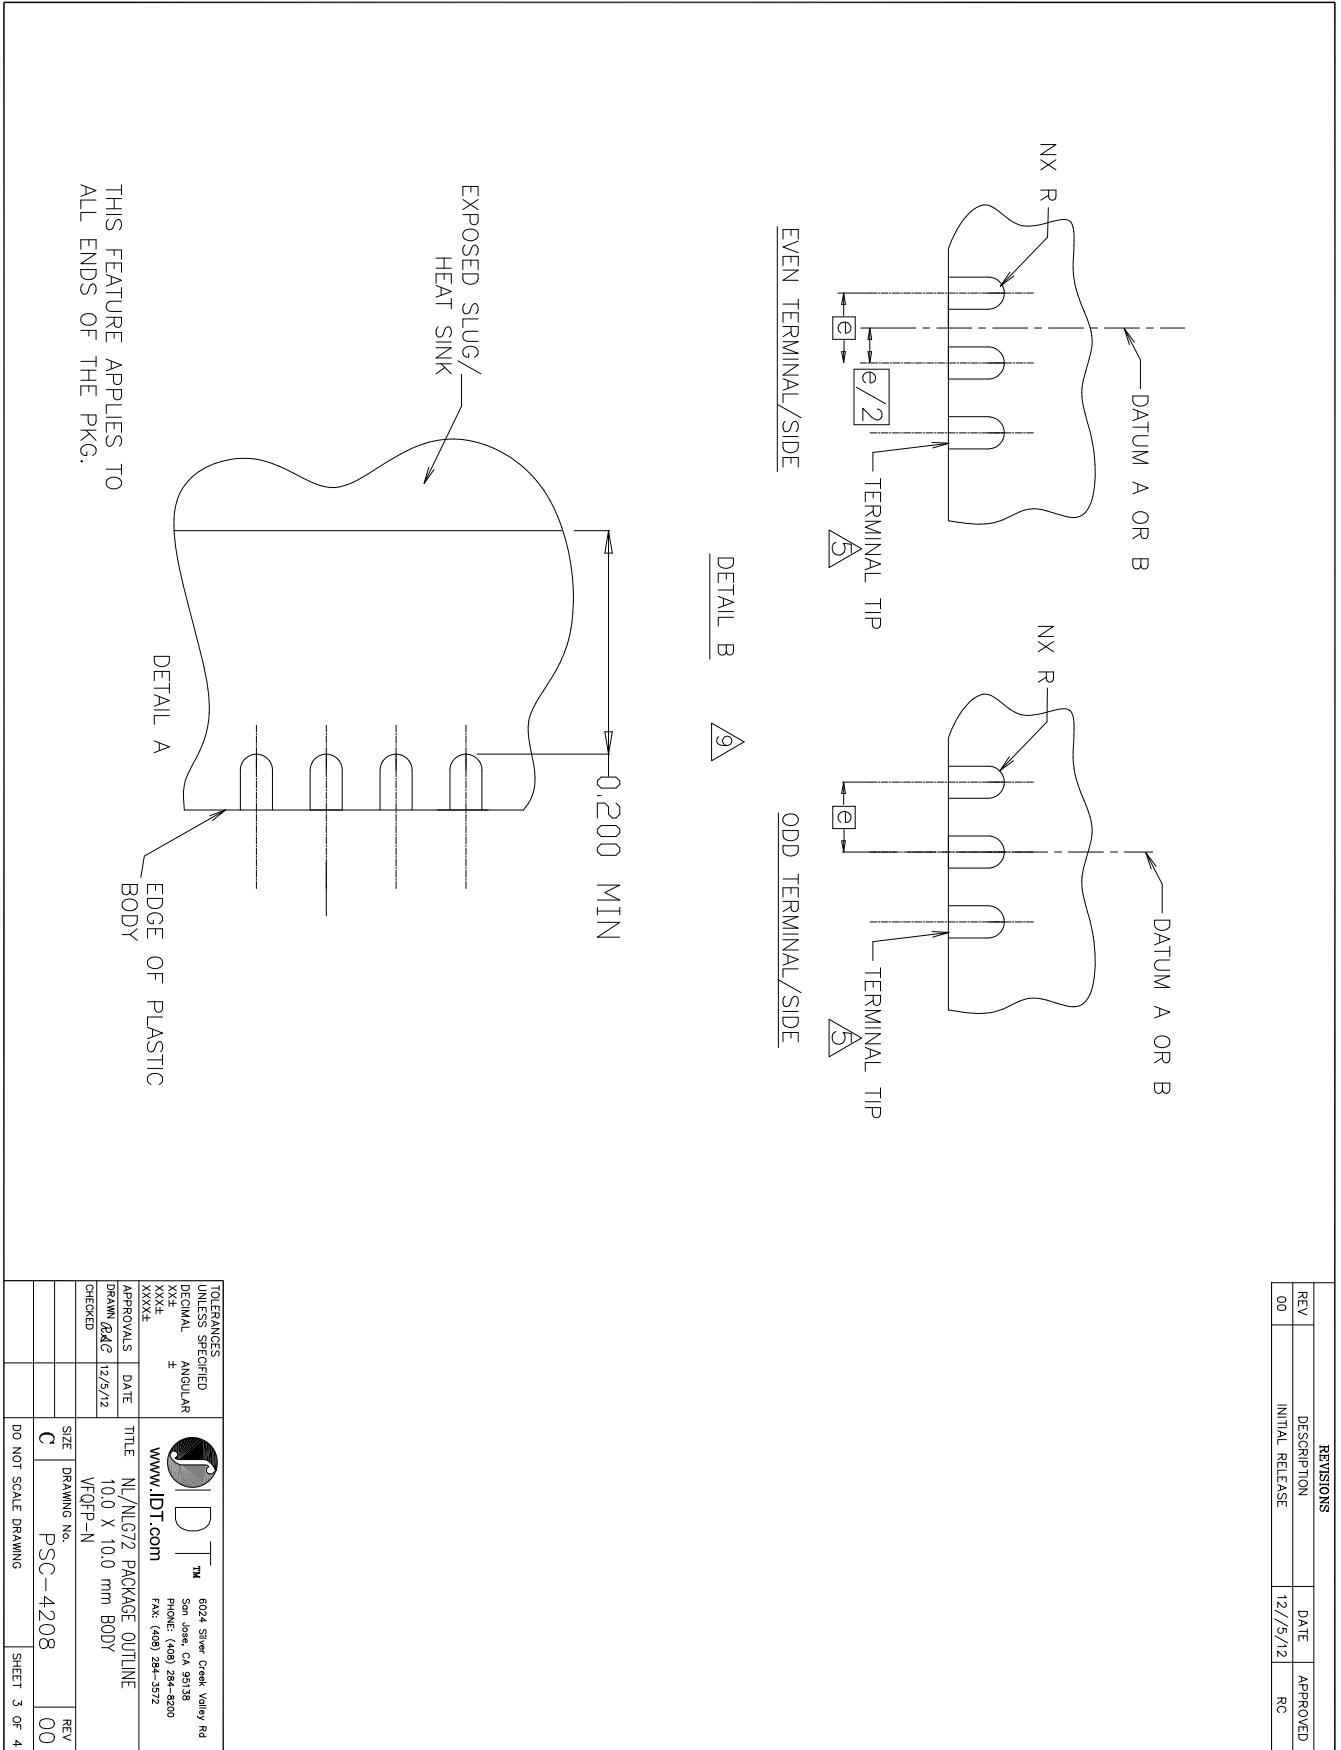 REVISIONS
REV DESCRIPTION DATE APPROVED
00 INITIAL RELEASE 12//5/12 RC
DATUM A OR B
DATUM A OR B
NX R
NX R
e
e/2
e
TERMINAL TIP
5
TERMINAL TIP
5
EVEN TERMINAL/SIDE
ODD TERMINAL/SIDE
DETAIL B
9
0.200 MIN
EXPOSED SLUG/
HEAT SINK
DETAIL A
EDGE OF PLASTIC
BODY
THIS FEATURE APPLIES TO
ALL ENDS OF THE PKG.
TOLERANCES
UNLESS SPECIFIED
DECIMAL ANGULAR
XX± ±
XXX±
XXXX±
IDT™
www.IDT.com
6024 Silver Creek Valley Rd
San Jose, CA 95138
PHONE: (408) 284-8200
FAX: (408) 284-3572
APPROVALS DATE
DRAWN RAC 12/5/12
CHECKED
TITLE NL/NLG72 PACKAGE OUTLINE
10.0 X 10.0 mm BODY
VFQFP-N
SIZE DRAWING No. REV
C PSC-4208 00
DO NOT SCALE DRAWING SHEET 3 OF 4